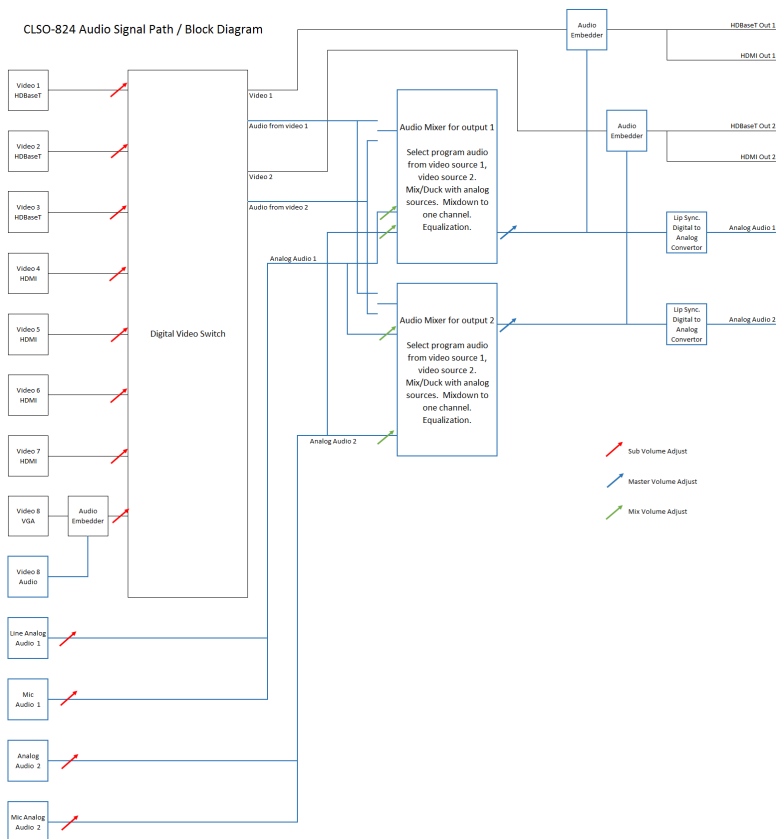 CLSO-824 Audio Signal Path / Block Diagram
Audio
Embedder
HDBaseT Out 1
HDMI Out 1
Video 1
HDBaseT
Video 1
Audio from video 1
Audio Mixer for output 1
Select program audio
from video source 1,
video source 2.
Mix/Duck with analog
sources.  Mixdown to
one channel.
Equalization.
Audio
Embedder
HDBaseT Out 2
HDMI Out 2
Video 2
HDBaseT
Video 2
Audio from video 2
Video 3
HDBaseT
Lip Sync.
Digital to
Analog
Convertor
Analog Audio 1
Analog Audio 1
Video 4
HDMI
Video 5
HDMI
Digital Video Switch
Audio Mixer for output 2
Select program audio
from video source 1,
video source 2.
Mix/Duck with analog
sources.  Mixdown to
one channel.
Equalization.
Lip Sync.
Digital to
Analog
Convertor
Analog Audio 2
Video 6
HDMI
Video 7
HDMI
Analog Audio 2
Sub Volume Adjust
Master Volume Adjust
Mix Volume Adjust
Video 8
VGA
Audio
Embedder
Video 8
Audio
Line Analog
Audio 1
Mic
Audio 1
Analog
Audio 2
Mic Analog
Audio 2